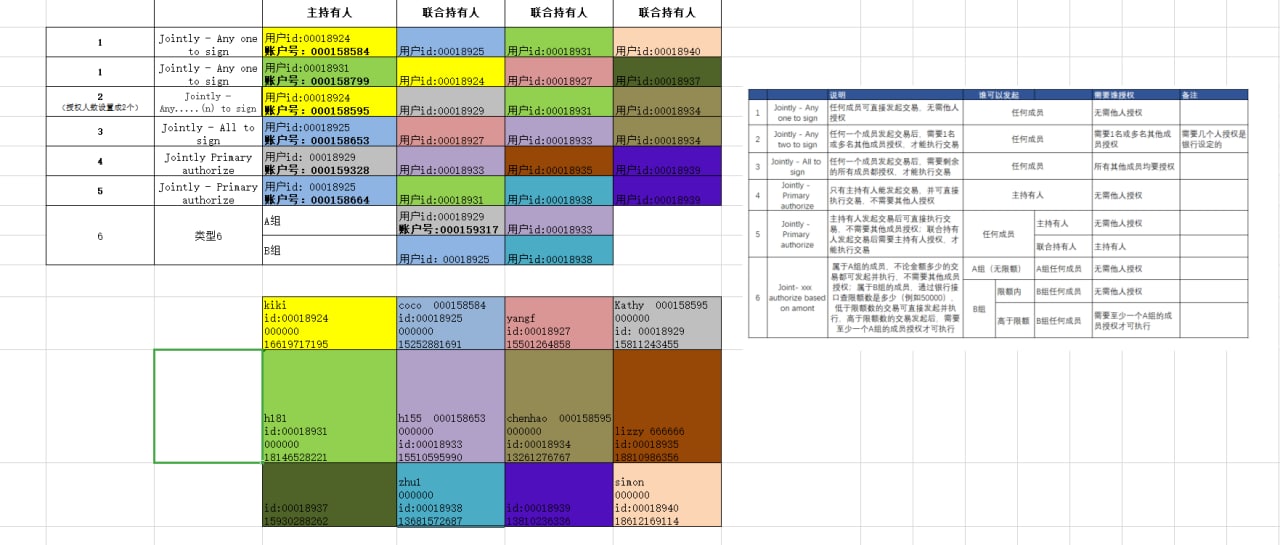 主持有人 联合持有人 联合持有人 联合持有人
1 Jointly - Any one to sign 用户id:00018924 账户号：000158584 用户id:00018925 用户id:00018931 用户id:00018940
1 Jointly - Any one to sign 用户id:00018931 账户号：000158799 用户id:00018924 用户id:00018927 用户id:00018937
2 （授权人数设置成2个） Jointly - Any.....(n) to sign 用户id:00018924 账户号：000158595 用户id:00018929 用户id:00018931 用户id:00018934
3 Jointly - All to sign 用户id:00018925 账户号：000158653 用户id:00018927 用户id:00018933 用户id:00018934
4 Jointly Primary authorize 用户id: 00018929 账户号：000159328 用户id:00018933 用户id:00018935 用户id:00018939
5 Jointly - Primary authorize 用户id: 00018925 账户号：000158664 用户id:00018931 用户id:00018938 用户id:00018939
6 类型6 A组 用户id:00018929 账户号:000159317 用户id:00018933
B组 用户id：00018925 用户id:00018938
kiki
id:00018924
000000
16619717195
coco 000158584
id:00018925
000000
15252881691
yangf
id:00018927
15501264858
Kathy 000158595
000000
id: 00018929
15811243455
h181
id:00018931
000000
18146528221
h155 000158653
000000
id:00018933
15510595990
chenhao 000158595
000000
id:00018934
13261276767
lizzy 666666
id:00018935
18810986356
id:00018937
15930288262
zhu1
000000
id:00018938
13681572687
id:00018939
13810236336
simon
000000
id:00018940
18612169114
说明 谁可以发起 需要谁授权 备注
1 Jointly - Any one to sign 任何成员可直接发起交易、无需他人授权 任何成员 无需他人授权
2 Jointly - Any two to sign 任何一个成员发起交易后、需要1名或多名其他成员授权、才能执行交易 任何成员 需要1名或多名其他成员授权、 需要几个人授权是银行设定的
3 Jointly - All to sign 任何一个成员发起交易后、需要剩余的所有成员都授权、才能执行交易 任何成员 所有其他成员均要授权
4 Jointly - Primary authorize 只有主持有人能发起交易、并可直接执行交易、不需要其他人授权 主持有人 无需他人授权
5 Jointly - Primary authorize 主持有人发起交易后可直接执行交易、不需要其他成员授权；联合持有人发起交易后需要主持有人授权、才能执行交易 任何成员 主持有人 无需他人授权
联合持有人 主持有人
6 Joint- xxx authorize based on amont 属于A组的成员、不论金额多少的交易都可发起并执行、不需要其他成员授权；属于B组的成员、通过银行接口查限额数是多少（例如50000）、低于限额数的交易可直接发起并执行、高于限额数的交易发起后、需要至少一个A组的成员授权才可执行 A组（无限额） A组任何成员 无需他人授权
B组 限额内 B组任何成员 无需他人授权
高于限额 B组任何成员 需要至少一个A组的成员授权才可执行